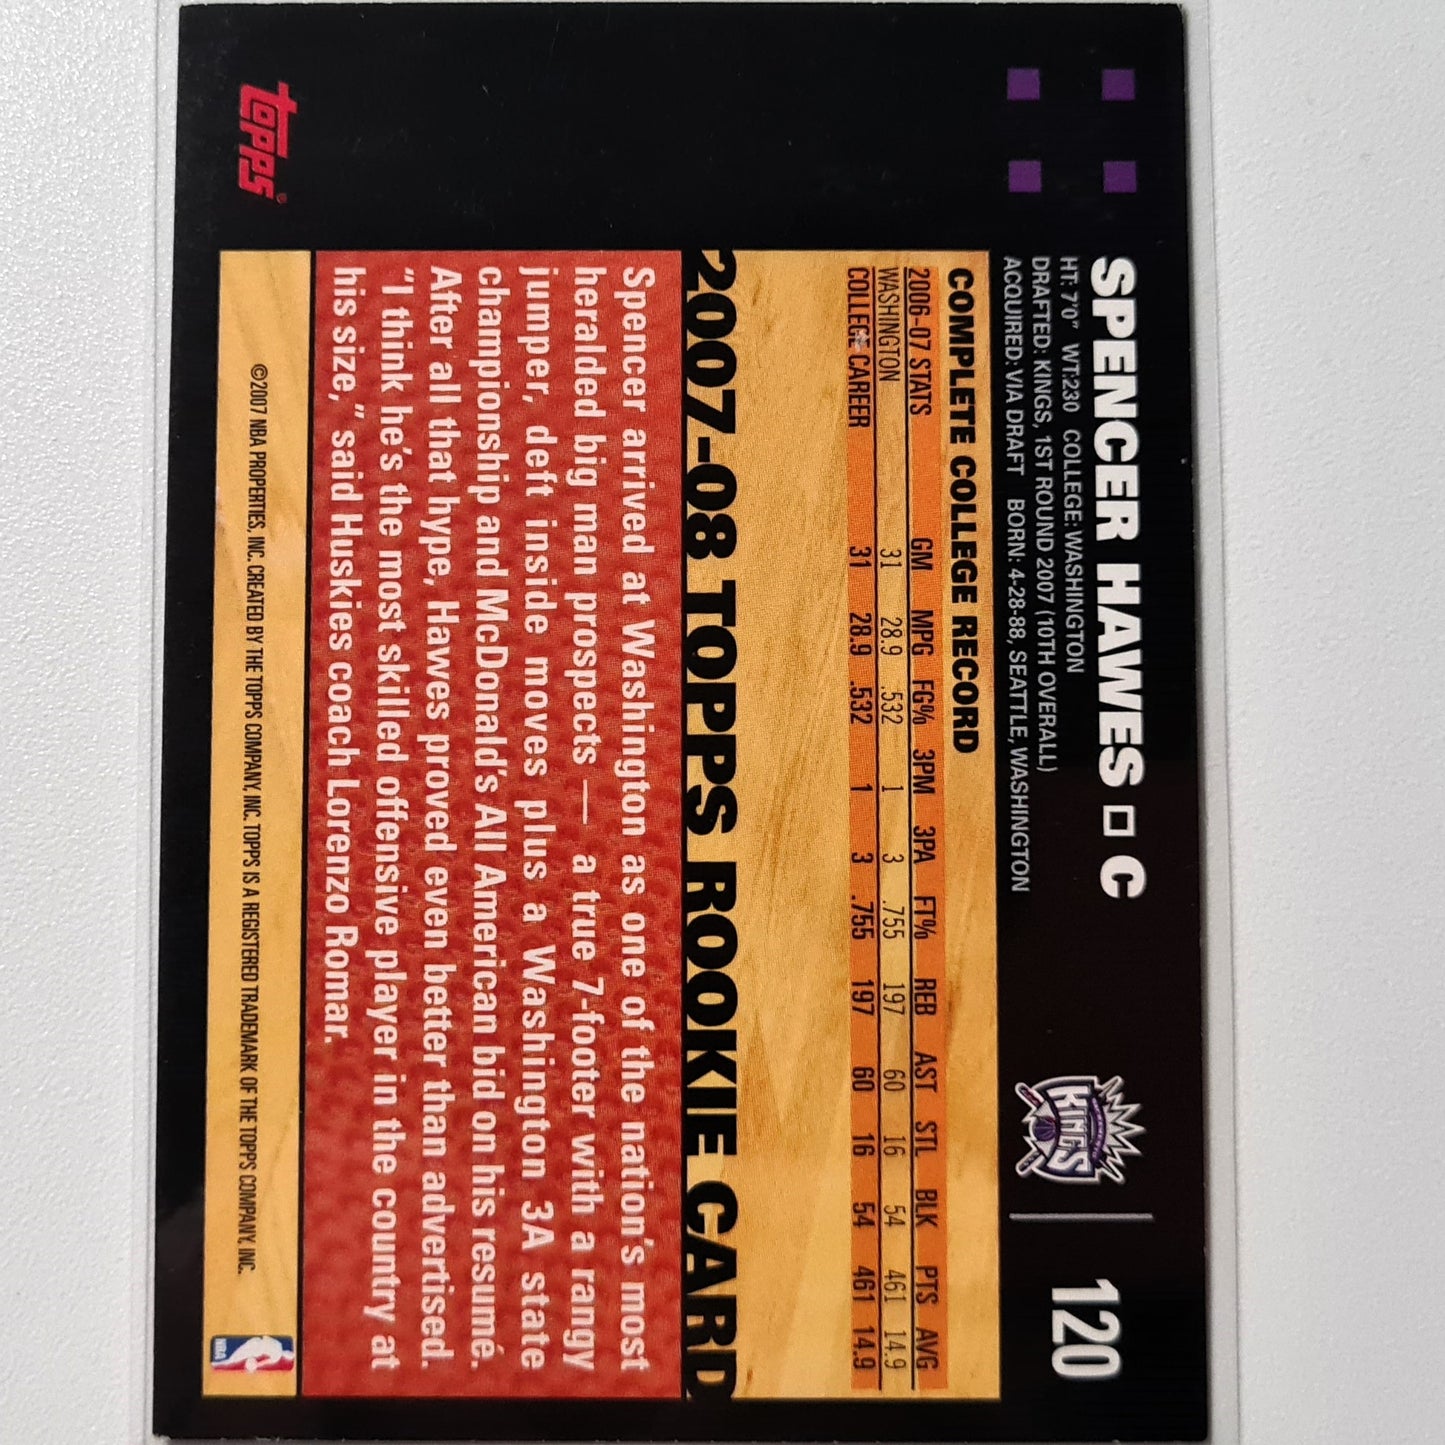 SPENCER HAWES □ C
HT: 7'0" WT:230 COLLEGE: WASHINGTON
DRAFTED: KINGS, 1ST ROUND 2007 (10TH OVERALL)
ACQUIRED: VIA DRAFT BORN: 4-28-88, SEATTLE, WASHINGTON
KINGS
120
COMPLETE COLLEGE RECORD
2006-07 STATS GM MPG FG% 3PM 3PA FT% REB AST STL BLK PTS AVG
WASHINGTON 31 28.9 .532 1 3 .755 197 60 16 54 461 14.9
COLLEGE CAREER 31 28.9 .532 1 3 .755 197 60 16 54 461 14.9
2007-08 TOPPS ROOKIE CARD
Spencer arrived at Washington as one of the nation's most
heralded big man prospects — a true 7-footer with a rangy
jumper, deft inside moves plus a Washington 3A state
championship and McDonald's All American bid on his resumé.
After all that hype, Hawes proved even better than advertised.
"I think he's the most skilled offensive player in the country at
his size," said Huskies coach Lorenzo Romar.
©2007 NBA PROPERTIES, INC. CREATED BY THE TOPPS COMPANY, INC. TOPPS IS A REGISTERED TRADEMARK OF THE TOPPS COMPANY, INC.
NBA
Topps®